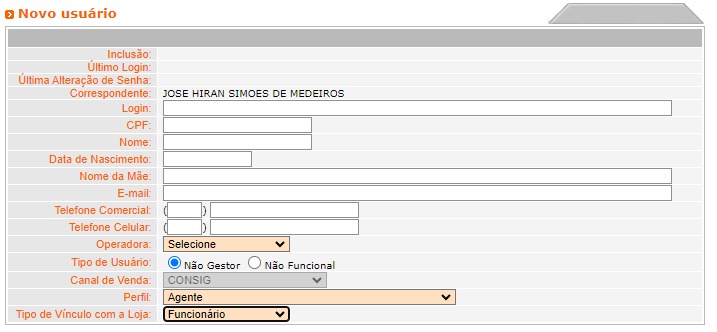 Novo usuário
Inclusão:
Último Login:
Última Alteração de Senha:
Correspondente: JOSE HIRAN SIMOES DE MEDEIROS
Login:
CPF:
Nome:
Data de Nascimento:
Nome da Mãe:
E-mail:
Telefone Comercial: ( )
Telefone Celular: ( )
Operadora: Selecione
Tipo de Usuário: Não Gestor Não Funcional
Canal de Venda: CONSIG
Perfil: Agente
Tipo de Vínculo com a Loja: Funcionário